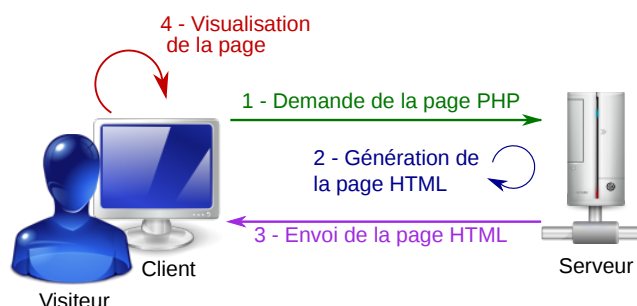 4 - Visualisation
de la page
1 - Demande de la page PHP
2 - Génération de
la page HTML
3 - Envoi de la page HTML
Client
Serveur
Visiteur